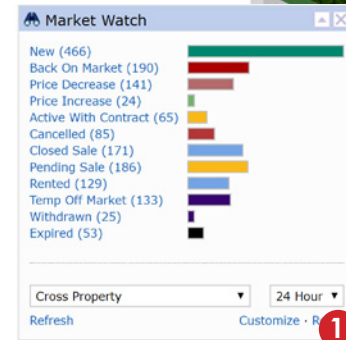 Market Watch
New (466)
Back On Market (190)
Price Decrease (141)
Price Increase (24)
Active With Contract (65)
Cancelled (85)
Closed Sale (171)
Pending Sale (186)
Rented (129)
Temp Off Market (133)
Withdrawn (25)
Expired (53)
Cross Property 24 Hour
Refresh Customize ·
1